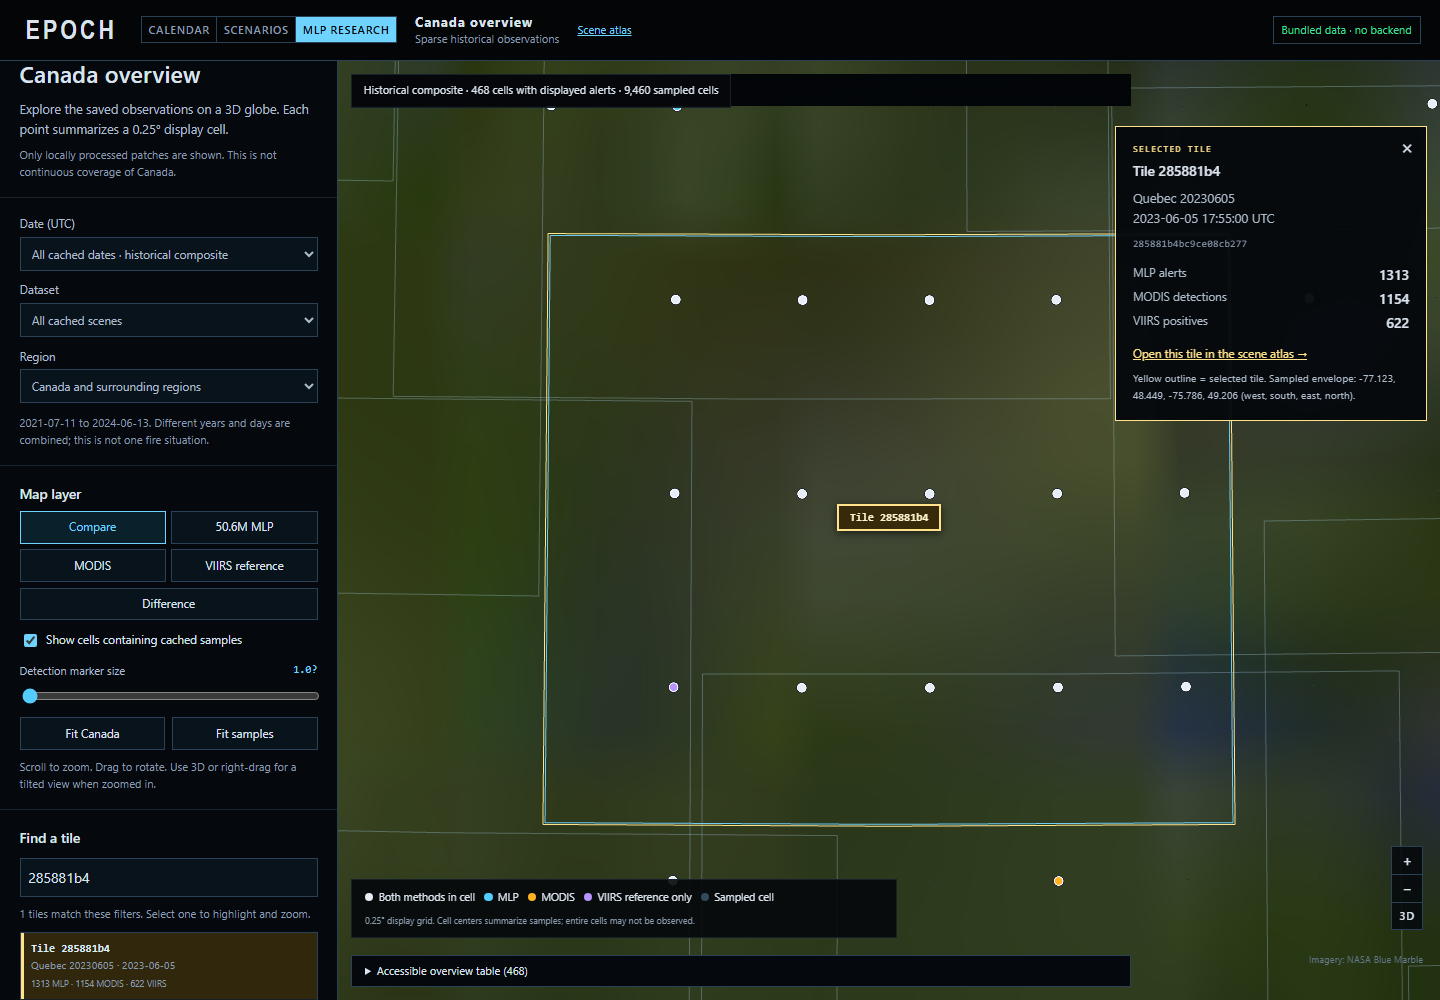 EPOCH
CALENDAR
SCENARIOS
MLP RESEARCH
Canada overview
Sparse historical observations
Scene atlas
Bundled data · no backend
Canada overview
Explore the saved observations on a 3D globe. Each
point summarizes a 0.25° display cell.
Only locally processed patches are shown. This is not
continuous coverage of Canada.
Date (UTC)
All cached dates · historical composite
Dataset
All cached scenes
Region
Canada and surrounding regions
2021-07-11 to 2024-06-13. Different years and days are
combined; this is not one fire situation.
Map layer
Compare
50.6M MLP
MODIS
VIIRS reference
Difference
Show cells containing cached samples
Detection marker size
1.0?
Fit Canada
Fit samples
Scroll to zoom. Drag to rotate. Use 3D or right-drag for a
tilted view when zoomed in.
Find a tile
285881b4
1 tiles match these filters. Select one to highlight and zoom.
Tile 285881b4
Quebec 20230605 · 2023-06-05
1313 MLP · 1154 MODIS · 622 VIIRS
Historical composite · 468 cells with displayed alerts · 9,460 sampled cells
SELECTED TILE
×
Tile 285881b4
Quebec 20230605
2023-06-05 17:55:00 UTC
285881b4bc9ce08cb277
MLP alerts 1313
MODIS detections 1154
VIIRS positives 622
Open this tile in the scene atlas →
Yellow outline = selected tile. Sampled envelope: -77.123,
48.449, -75.786, 49.206 (west, south, east, north).
Tile 285881b4
Both methods in cell
MLP
MODIS
VIIRS reference only
Sampled cell
0.25° display grid. Cell centers summarize samples; entire cells may not be observed.
+
−
3D
Imagery: NASA Blue Marble
Accessible overview table (468)